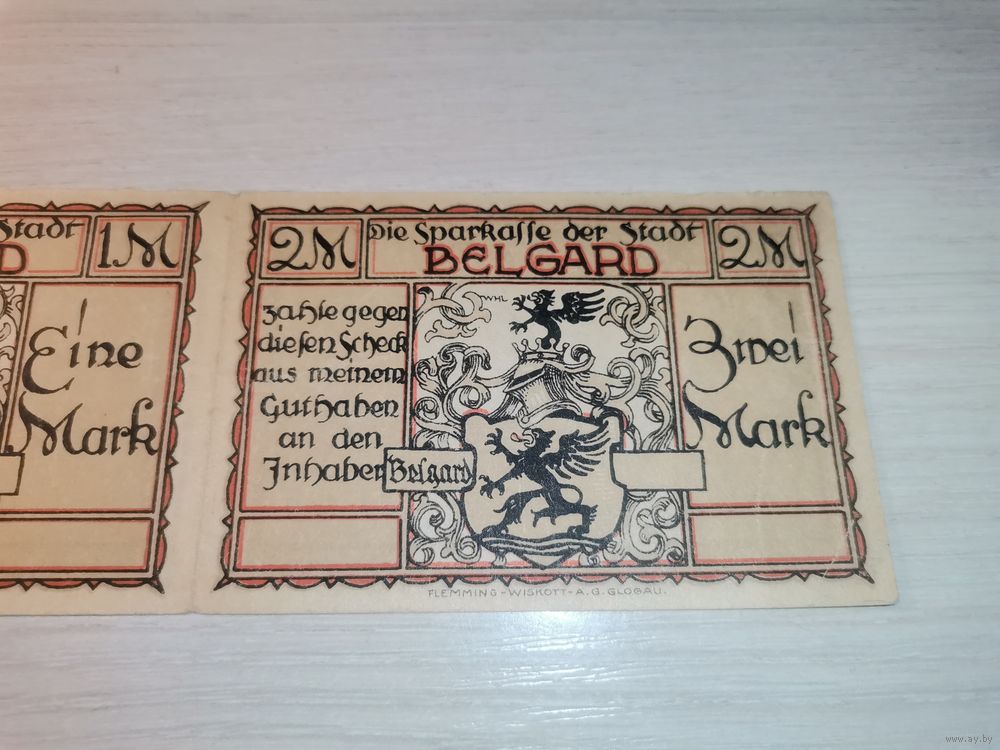 Stadt
D
1M
Eine
Mark
2M
Die Sparkasse der Stadt
BELGARD
2M
zahle gegen
diesen Scheck
aus meinem
Guthaben
an den
Inhaber
WHL
Belgard
Zwei
Mark
FLEMMING-WISKOTT-A.G. GLOGAU.
www.ay.by